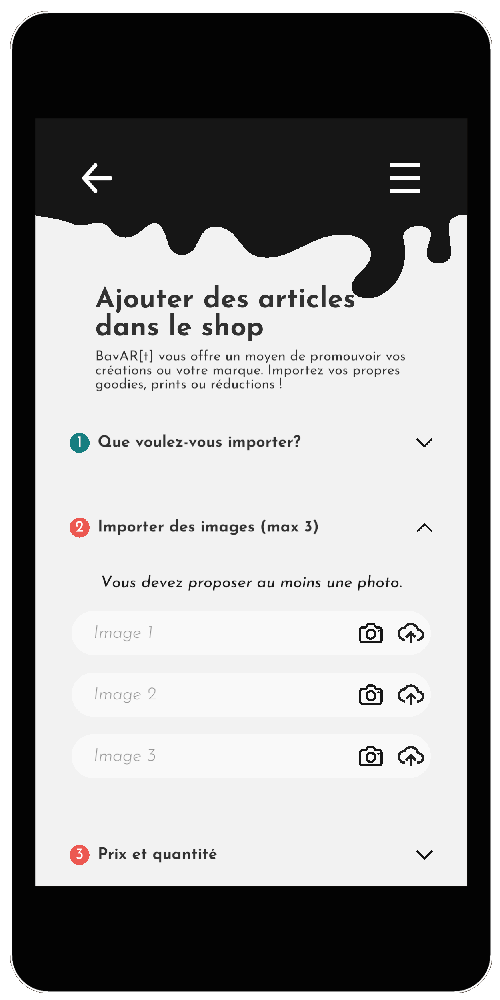 Ajouter des articles
dans le shop
BavAR[t] vous offre un moyen de promouvoir vos
créations ou votre marque. Importez vos propres
goodies, prints ou réductions !
1 Que voulez-vous importer?
2 Importer des images (max 3)
Vous devez proposer au moins une photo.
Image 1
Image 2
Image 3
3 Prix et quantité